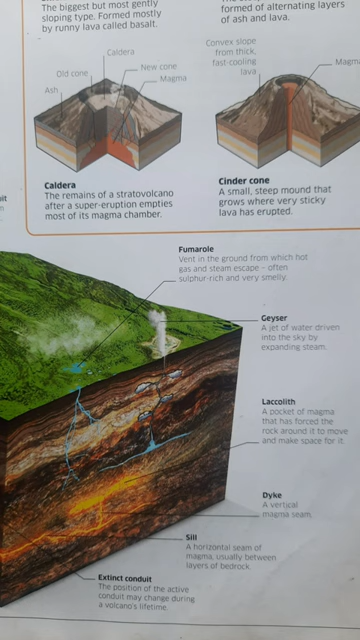 The biggest but most gently
sloping type. Formed mostly
by runny lava called basalt.
formed of alternating layers
of ash and lava.
Caldera
Old cone
New cone
Magma
Ash
Convex slope
from thick,
fast-cooling
lava
Magma
Caldera
The remains of a stratovolcano
after a super-eruption empties
most of its magma chamber.
Cinder cone
A small, steep mound that
grows where very sticky
lava has erupted.
Fumarole
Vent in the ground from which hot
gas and steam escape – often
sulphur-rich and very smelly.
Geyser
A jet of water driven
into the sky by
expanding steam.
Laccolith
A pocket of magma
that has forced the
rock around it to move
and make space for it.
Dyke
A vertical
magma seam.
Sill
A horizontal seam of
magma, usually between
layers of bedrock.
Extinct conduit
The position of the active
conduit may change during
a volcano's lifetime.